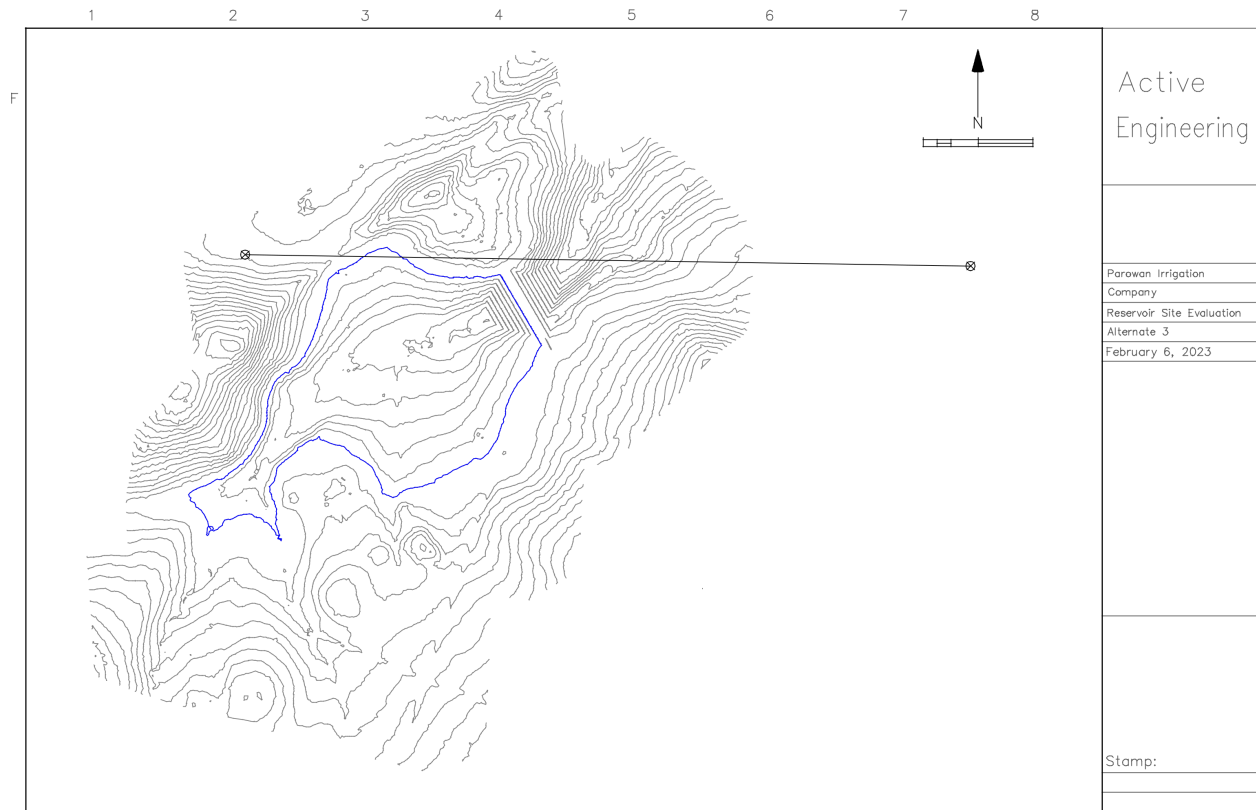 1 2 3 4 5 6 7 8
F
N
Active
Engineering
Parowan Irrigation
Company
Reservoir Site Evaluation
Alternate 3
February 6, 2023
Stamp: